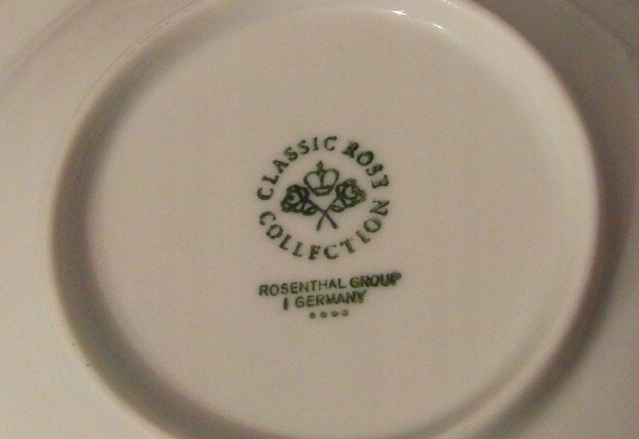 CLASSIC ROSE
COLLECTION
ROSENTHAL GROUP
GERMANY